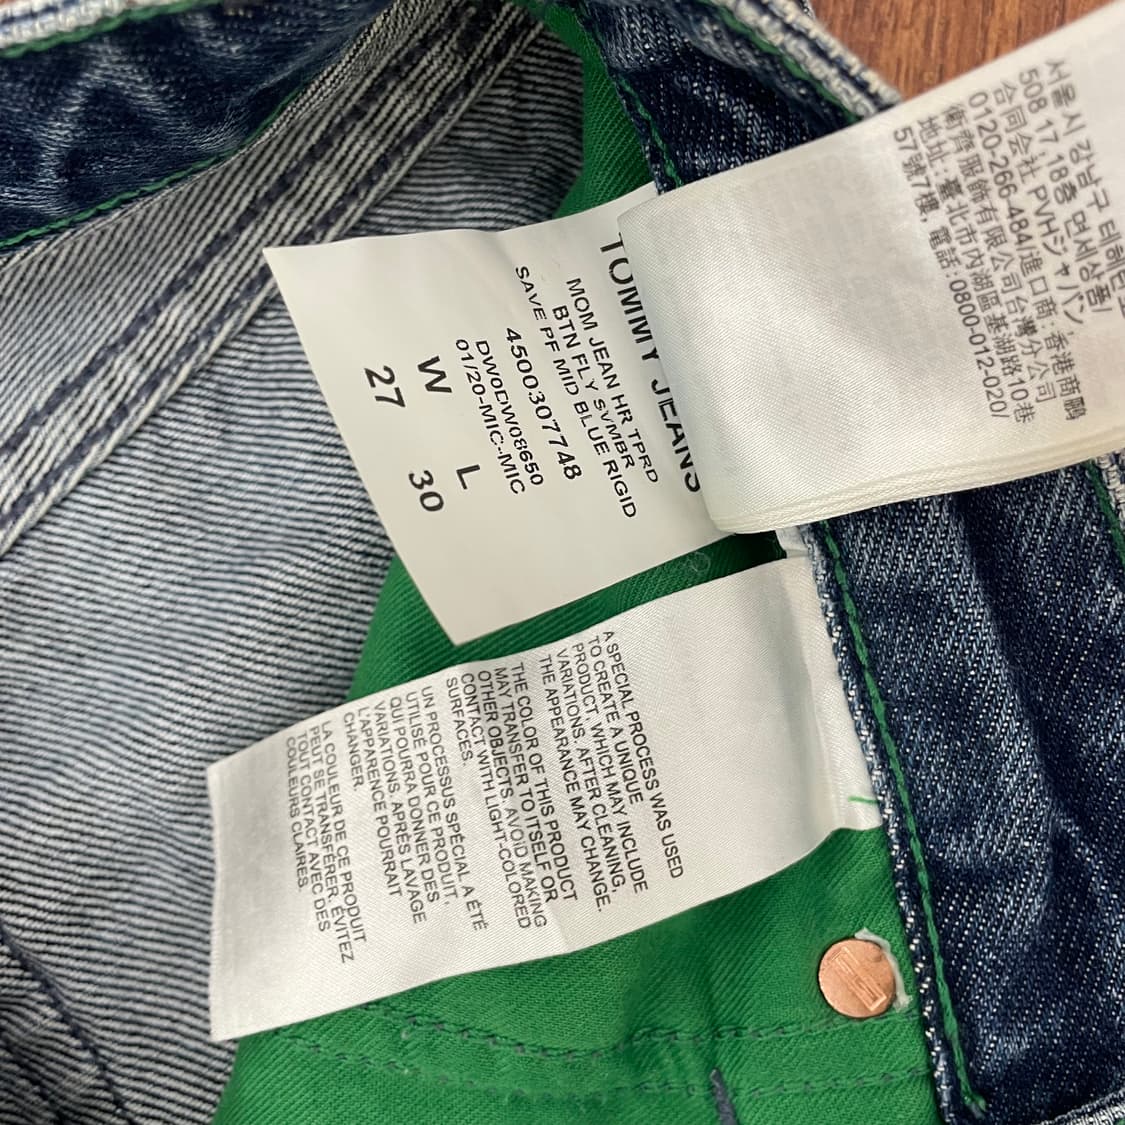 TOMMY JEANS
MOM JEAN HR TPRD
BTN FLY SVMBR
SAVE PF MID BLUE RIGID
4500307748
DW0DW08650
01/20-MIC-MIC
W L
27 30
서울시 강남구 테헤란로
508 17, 18층 면세상품/
合同会社 PVHジャパン
0120-266-484/進口商:香港商鵬
衛齊服飾有限公司台灣分公司
地址:臺北市內湖區基湖路10巷
57號7樓, 電話:0800-012-020/
A SPECIAL PROCESS WAS USED
TO CREATE A UNIQUE
PRODUCT, WHICH MAY INCLUDE
VARIATIONS. AFTER CLEANING,
THE APPEARANCE MAY CHANGE.
THE COLOR OF THIS PRODUCT
MAY TRANSFER TO ITSELF OR
OTHER OBJECTS. AVOID MAKING
CONTACT WITH LIGHT-COLORED
SURFACES.
UN PROCESSUS SPÉCIAL A ÉTÉ
UTILISÉ POUR CE PRODUIT,
QUI POURRA DONNER DES
VARIATIONS. APRÈS LAVAGE
L'APPARENCE POURRAIT
CHANGER.
LA COULEUR DE CE PRODUIT
PEUT SE TRANSFÉRER. ÉVITEZ
TOUT CONTACT AVEC DES
COULEURS CLAIRES.